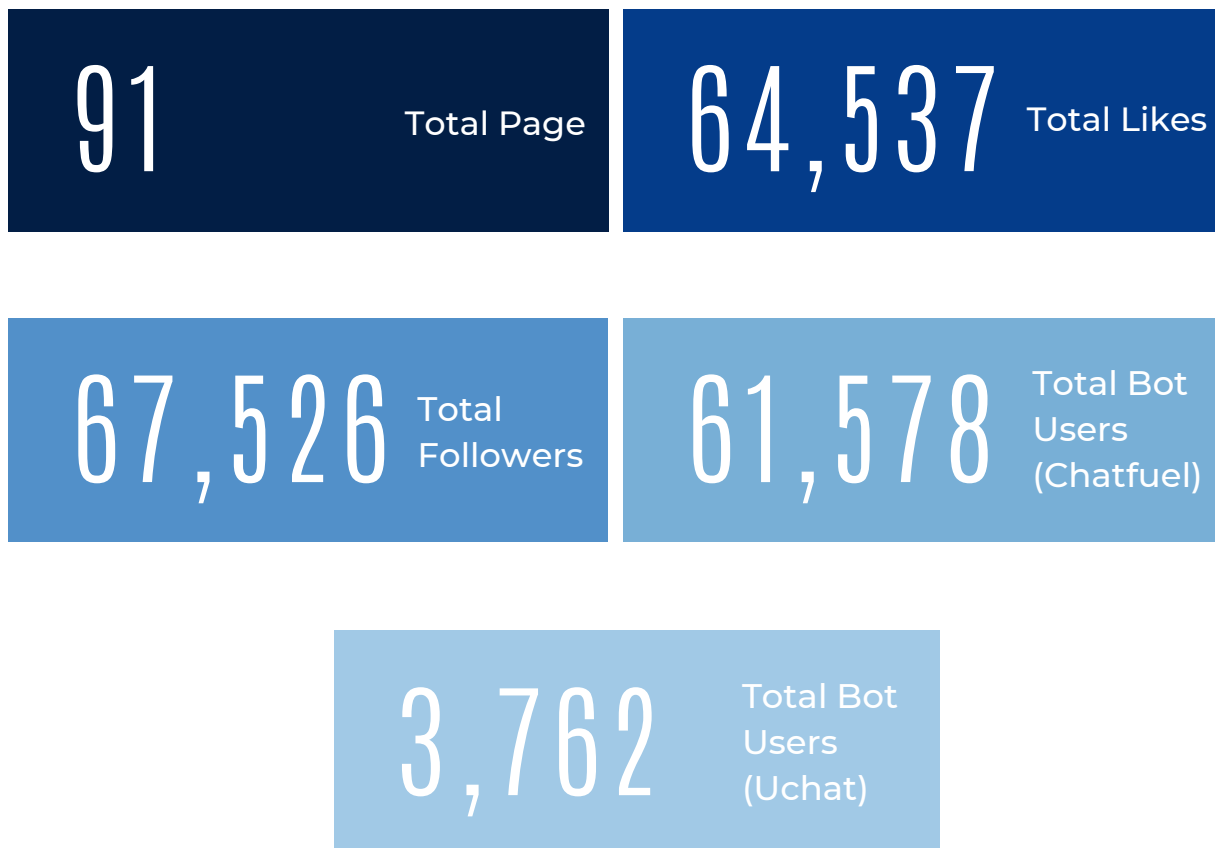 91
Total Page
64,537
Total Likes
67,526
Total
Followers
61,578
Total Bot
Users
(Chatfuel)
3,762
Total Bot
Users
(Uchat)